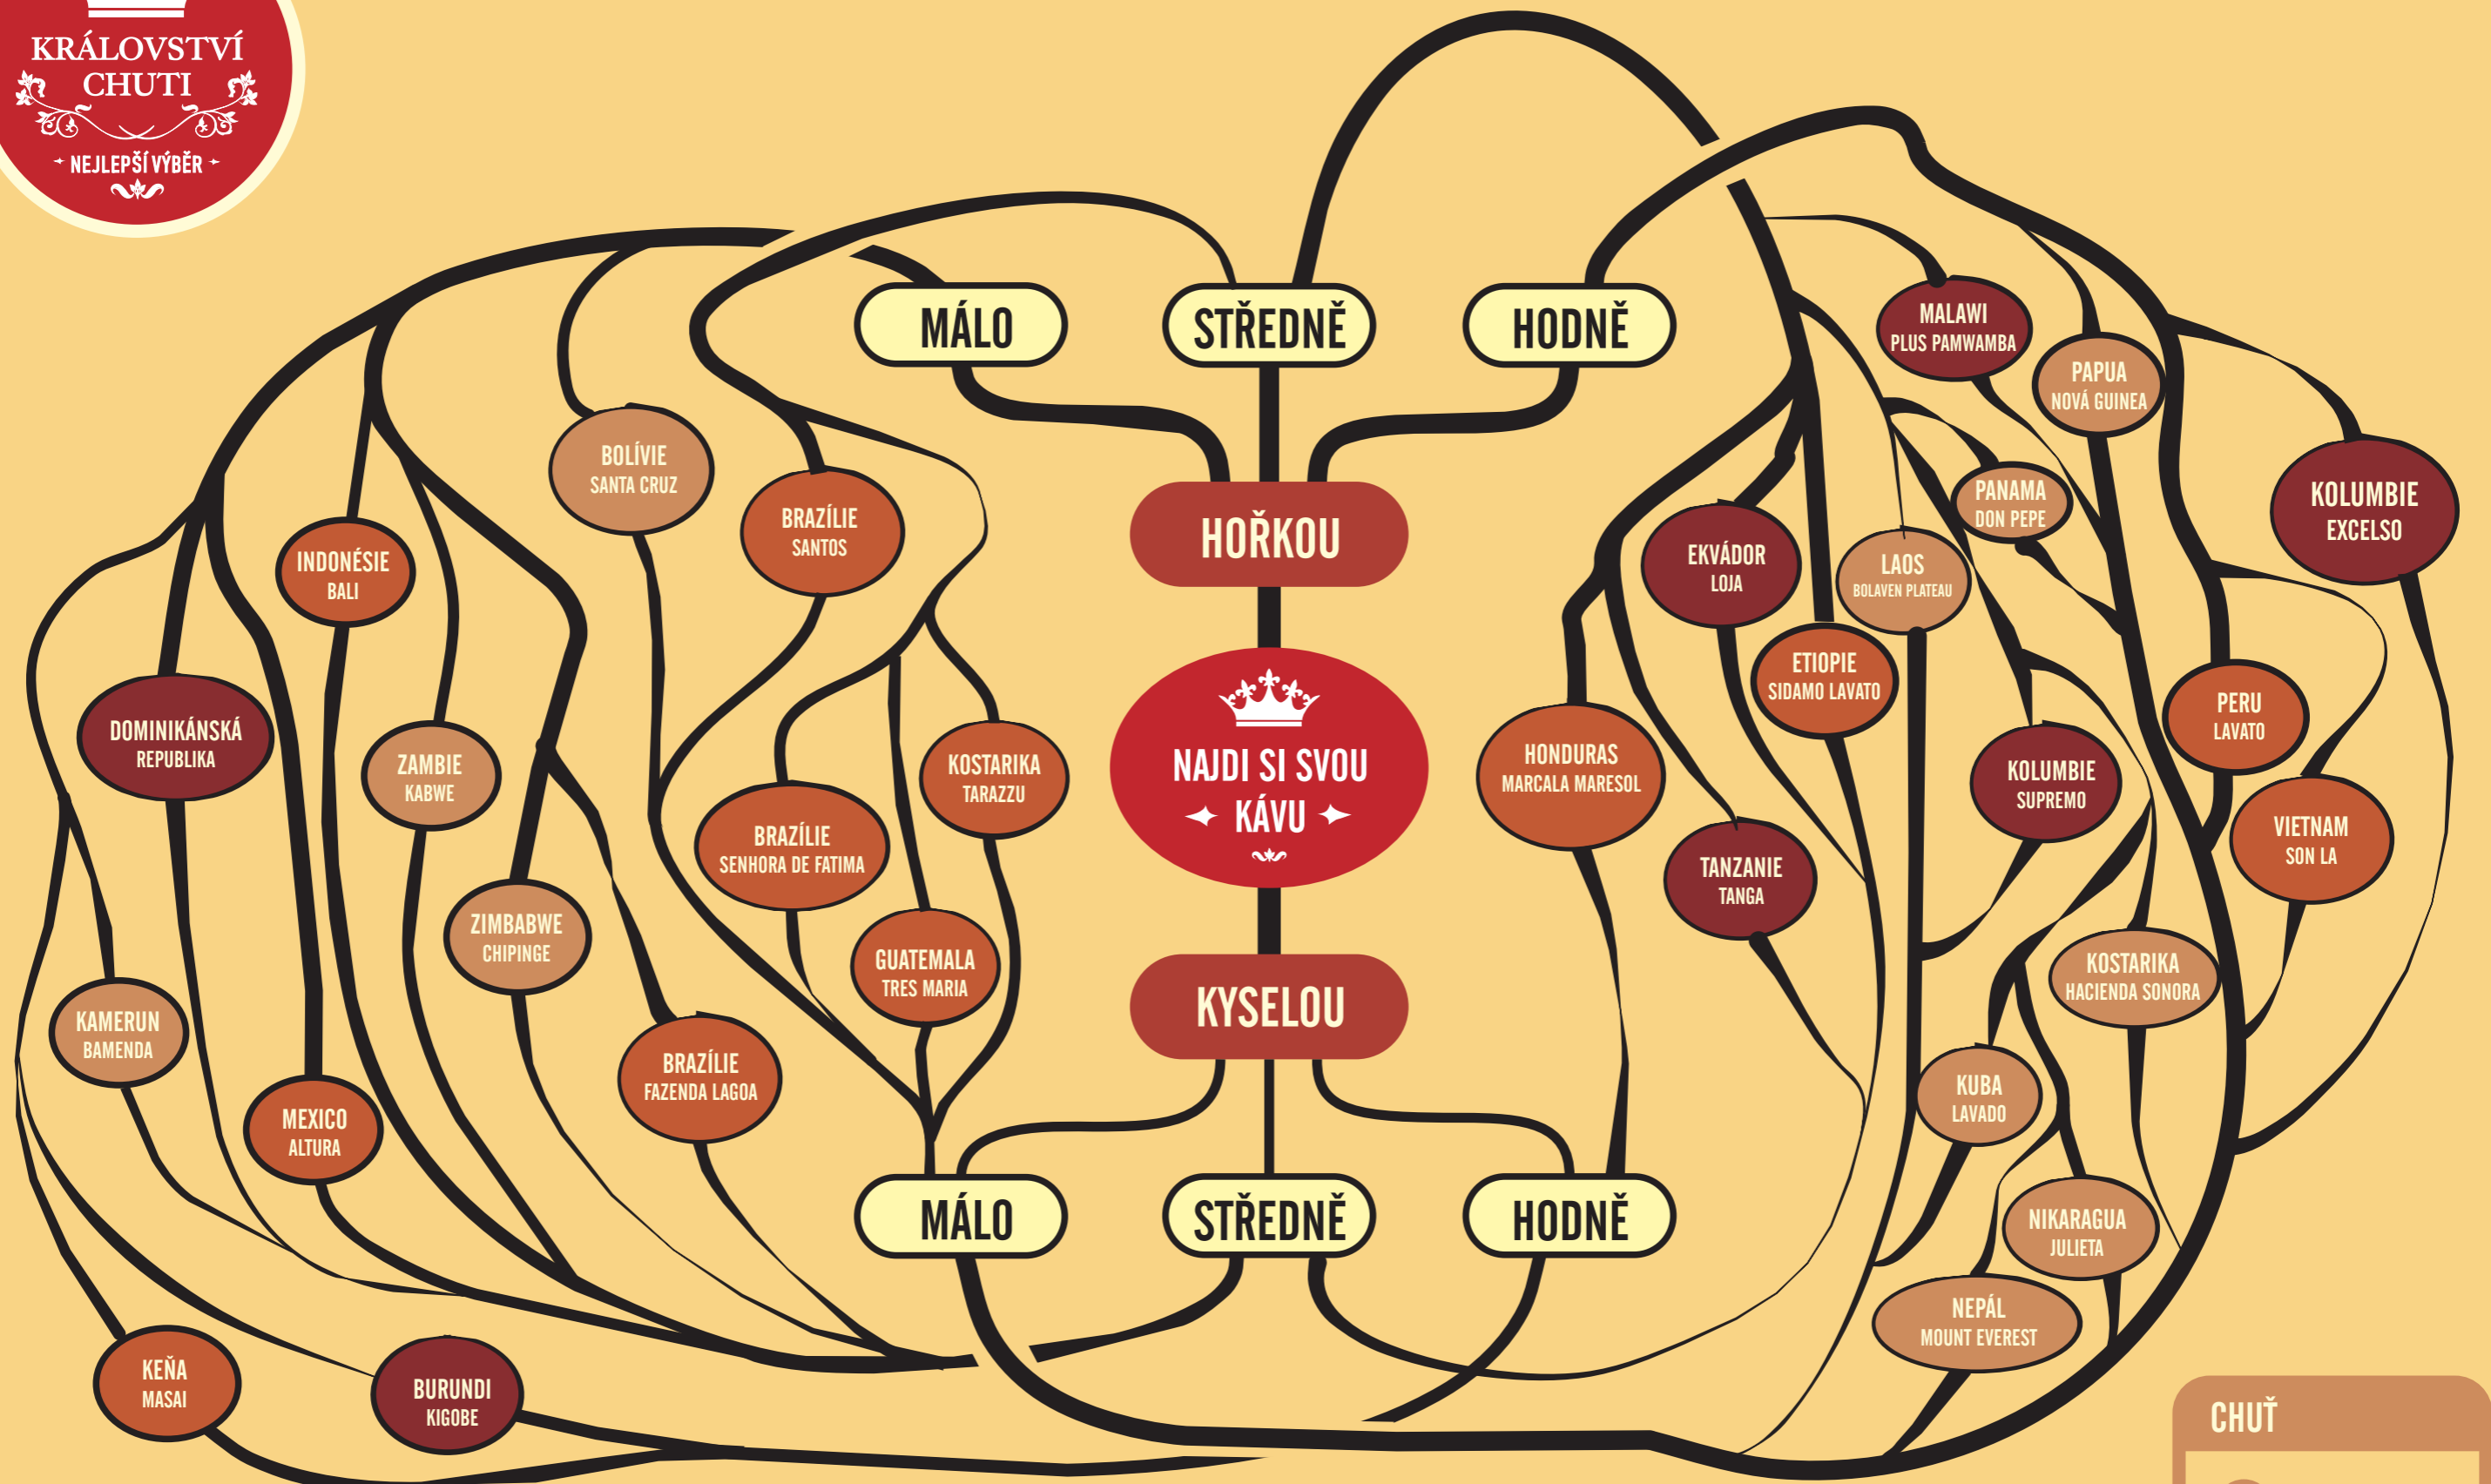 KRÁLOVSTVÍ
CHUTI
NEJLEPŠÍ VÝBĚR
MÁLO
STŘEDNĚ
HODNĚ
HOŘKOU
NAJDI SI SVOU
KÁVU
KYSELOU
MÁLO
STŘEDNĚ
HODNĚ
BOLÍVIE
SANTA CRUZ
BRAZÍLIE
SANTOS
INDONÉSIE
BALI
DOMINIKÁNSKÁ
REPUBLIKA
ZAMBIE
KABWE
KOSTARIKA
TARAZZU
BRAZÍLIE
SENHORA DE FATIMA
ZIMBABWE
CHIPINGE
GUATEMALA
TRES MARIA
KAMERUN
BAMENDA
BRAZÍLIE
FAZENDA LAGOA
MEXICO
ALTURA
KEŇA
MASAI
BURUNDI
KIGOBE
MALAWI
PLUS PAMWAMBA
PAPUA
NOVÁ GUINEA
PANAMA
DON PEPE
KOLUMBIE
EXCELSO
EKVÁDOR
LOJA
LAOS
BOLAVEN PLATEAU
ETIOPIE
SIDAMO LAVATO
PERU
LAVATO
HONDURAS
MARCALA MARESOL
KOLUMBIE
SUPREMO
VIETNAM
SON LA
TANZANIE
TANGA
KOSTARIKA
HACIENDA SONORA
KUBA
LAVADO
NIKARAGUA
JULIETA
NEPÁL
MOUNT EVEREST
CHUŤ